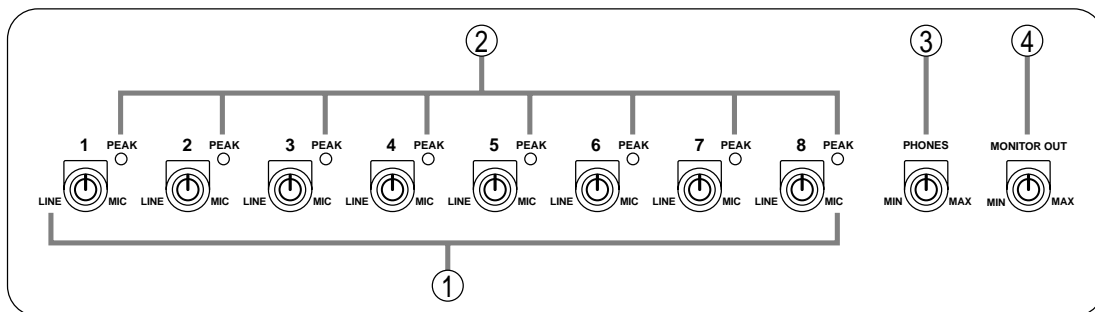 ② ③ ④
1 PEAK 2 PEAK 3 PEAK 4 PEAK 5 PEAK 6 PEAK 7 PEAK 8 PEAK PHONES MONITOR OUT
LINE MIC LINE MIC LINE MIC LINE MIC LINE MIC LINE MIC LINE MIC LINE MIC MIN MAX MIN MAX
①